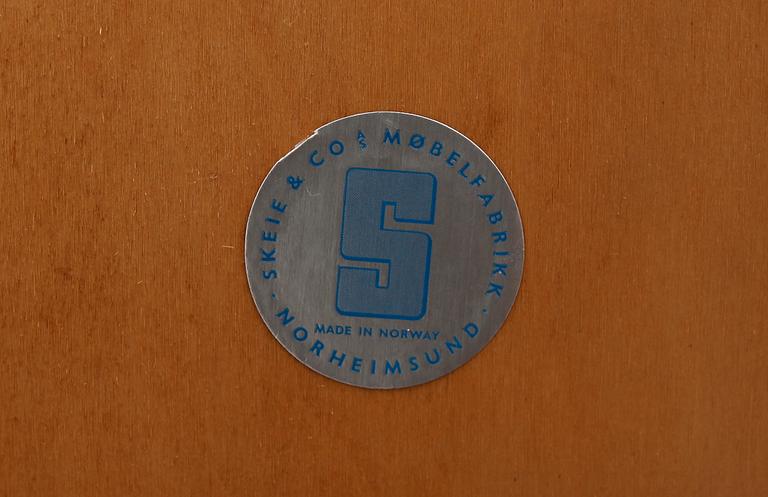 SKEIE & CO A/S MØBELFABRIKK
S
MADE IN NORWAY
· NORHEIMSUND ·